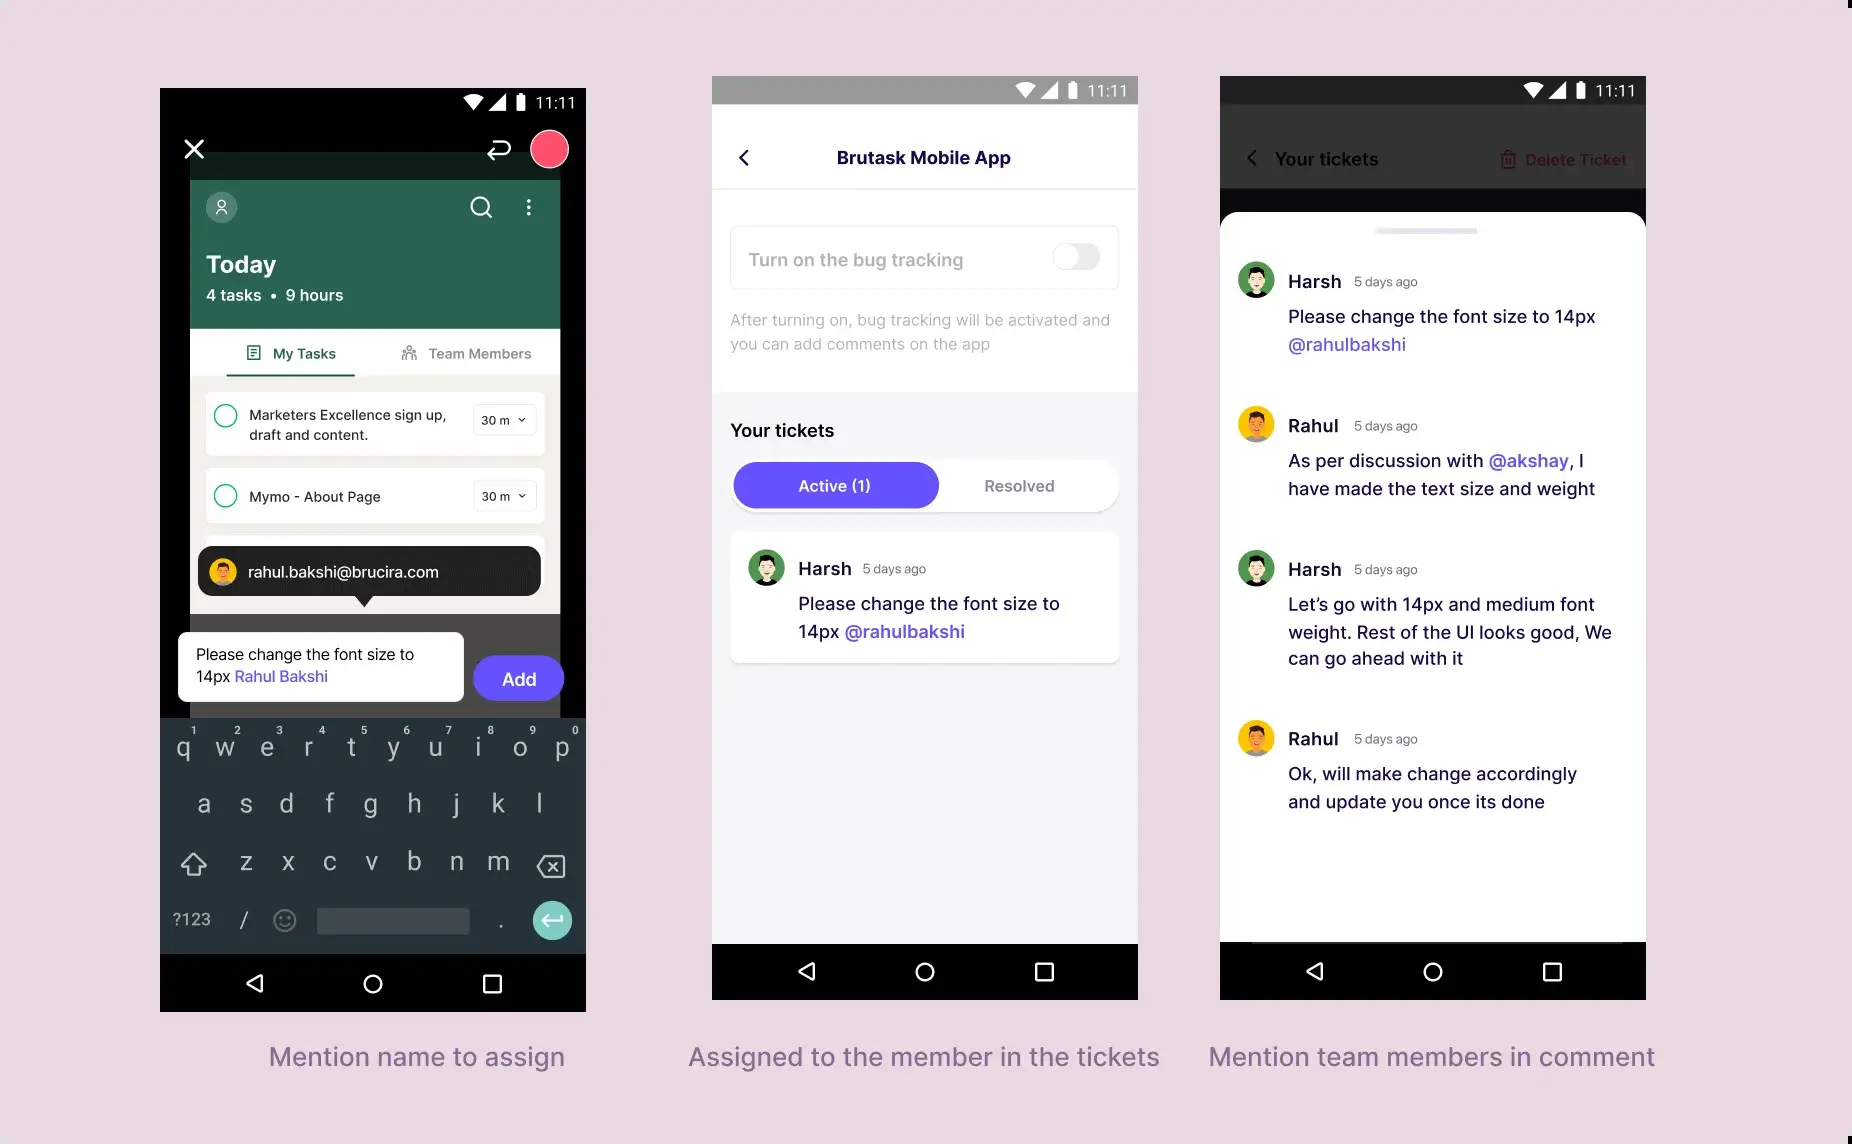 11:11
Today
4 tasks • 9 hours
My Tasks
Team Members
Marketers Excellence sign up,
draft and content.
30 m
Mymo - About Page
30 m
rahul.bakshi@brucira.com
Please change the font size to
14px Rahul Bakshi
Add
1 2 3 4 5 6 7 8 9 0
q w e r t y u i o p
a s d f g h j k l
z x c v b n m
?123 / .
Mention name to assign
11:11
Brutask Mobile App
Turn on the bug tracking
After turning on, bug tracking will be activated and
you can add comments on the app
Your tickets
Active (1)
Resolved
Harsh 5 days ago
Please change the font size to
14px @rahulbakshi
Assigned to the member in the tickets
11:11
Your tickets
Delete Ticket
Harsh 5 days ago
Please change the font size to 14px
@rahulbakshi
Rahul 5 days ago
As per discussion with @akshay, I
have made the text size and weight
Harsh 5 days ago
Let’s go with 14px and medium font
weight. Rest of the UI looks good, We
can go ahead with it
Rahul 5 days ago
Ok, will make change accordingly
and update you once its done
Mention team members in comment